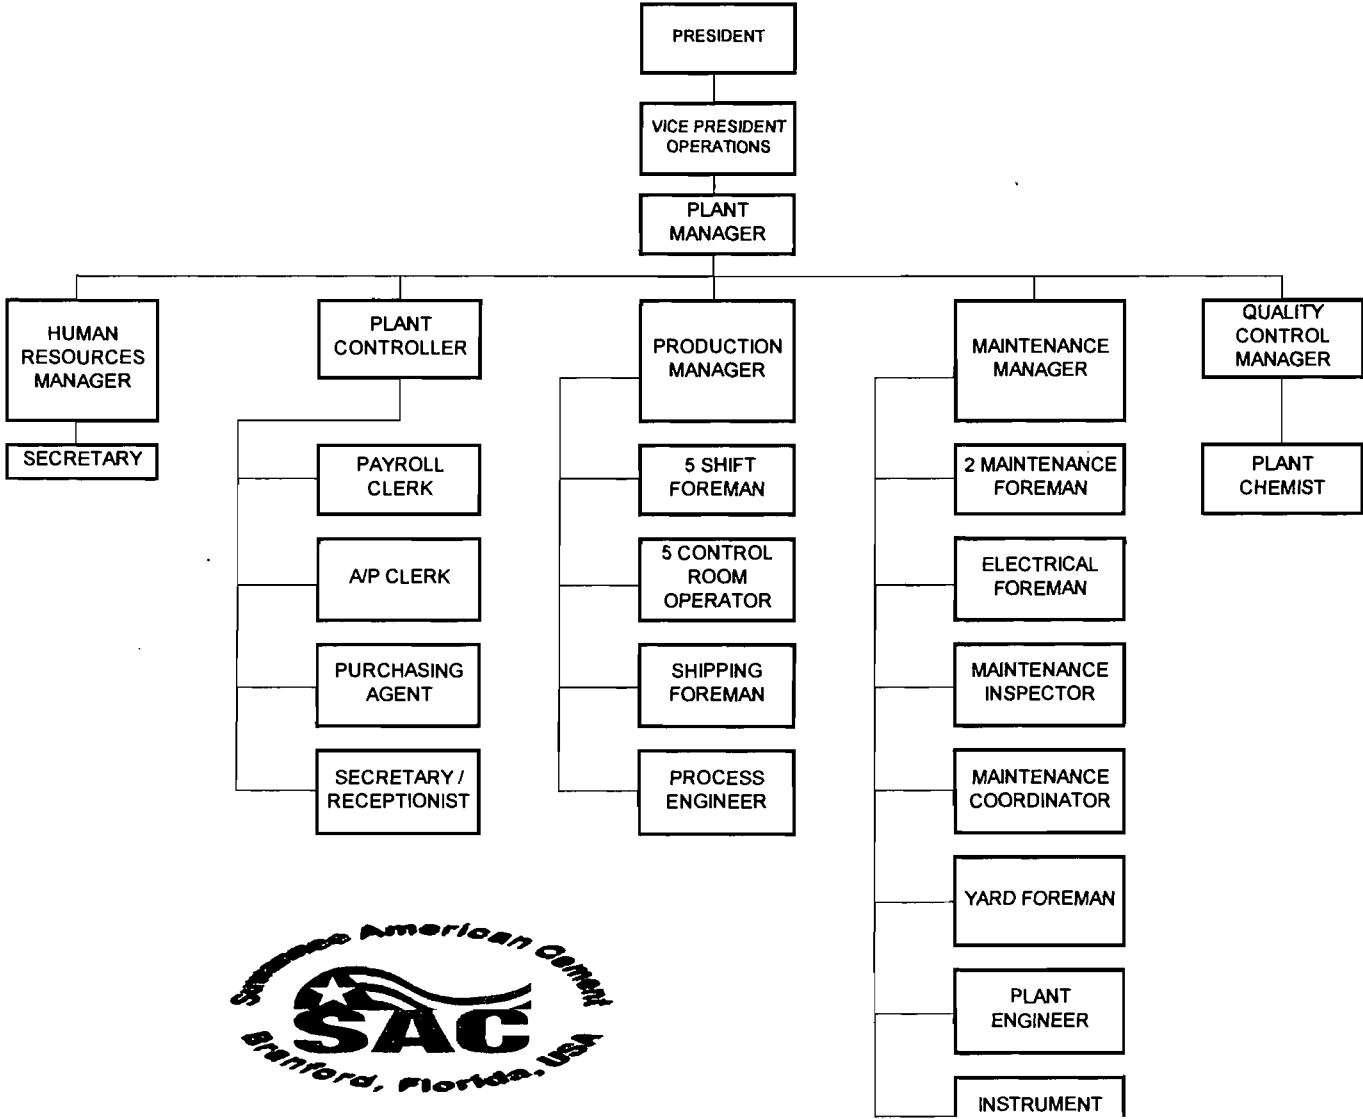 PRESIDENT
VICE PRESIDENT
OPERATIONS
PLANT
MANAGER
HUMAN
RESOURCES
MANAGER
SECRETARY
PLANT
CONTROLLER
PAYROLL
CLERK
A/P CLERK
PURCHASING
AGENT
SECRETARY /
RECEPTIONIST
PRODUCTION
MANAGER
5 SHIFT
FOREMAN
5 CONTROL
ROOM
OPERATOR
SHIPPING
FOREMAN
PROCESS
ENGINEER
MAINTENANCE
MANAGER
2 MAINTENANCE
FOREMAN
ELECTRICAL
FOREMAN
MAINTENANCE
INSPECTOR
MAINTENANCE
COORDINATOR
YARD FOREMAN
PLANT
ENGINEER
INSTRUMENT
QUALITY
CONTROL
MANAGER
PLANT
CHEMIST
Suwannee American Cement
SAC
Branford, Florida, USA